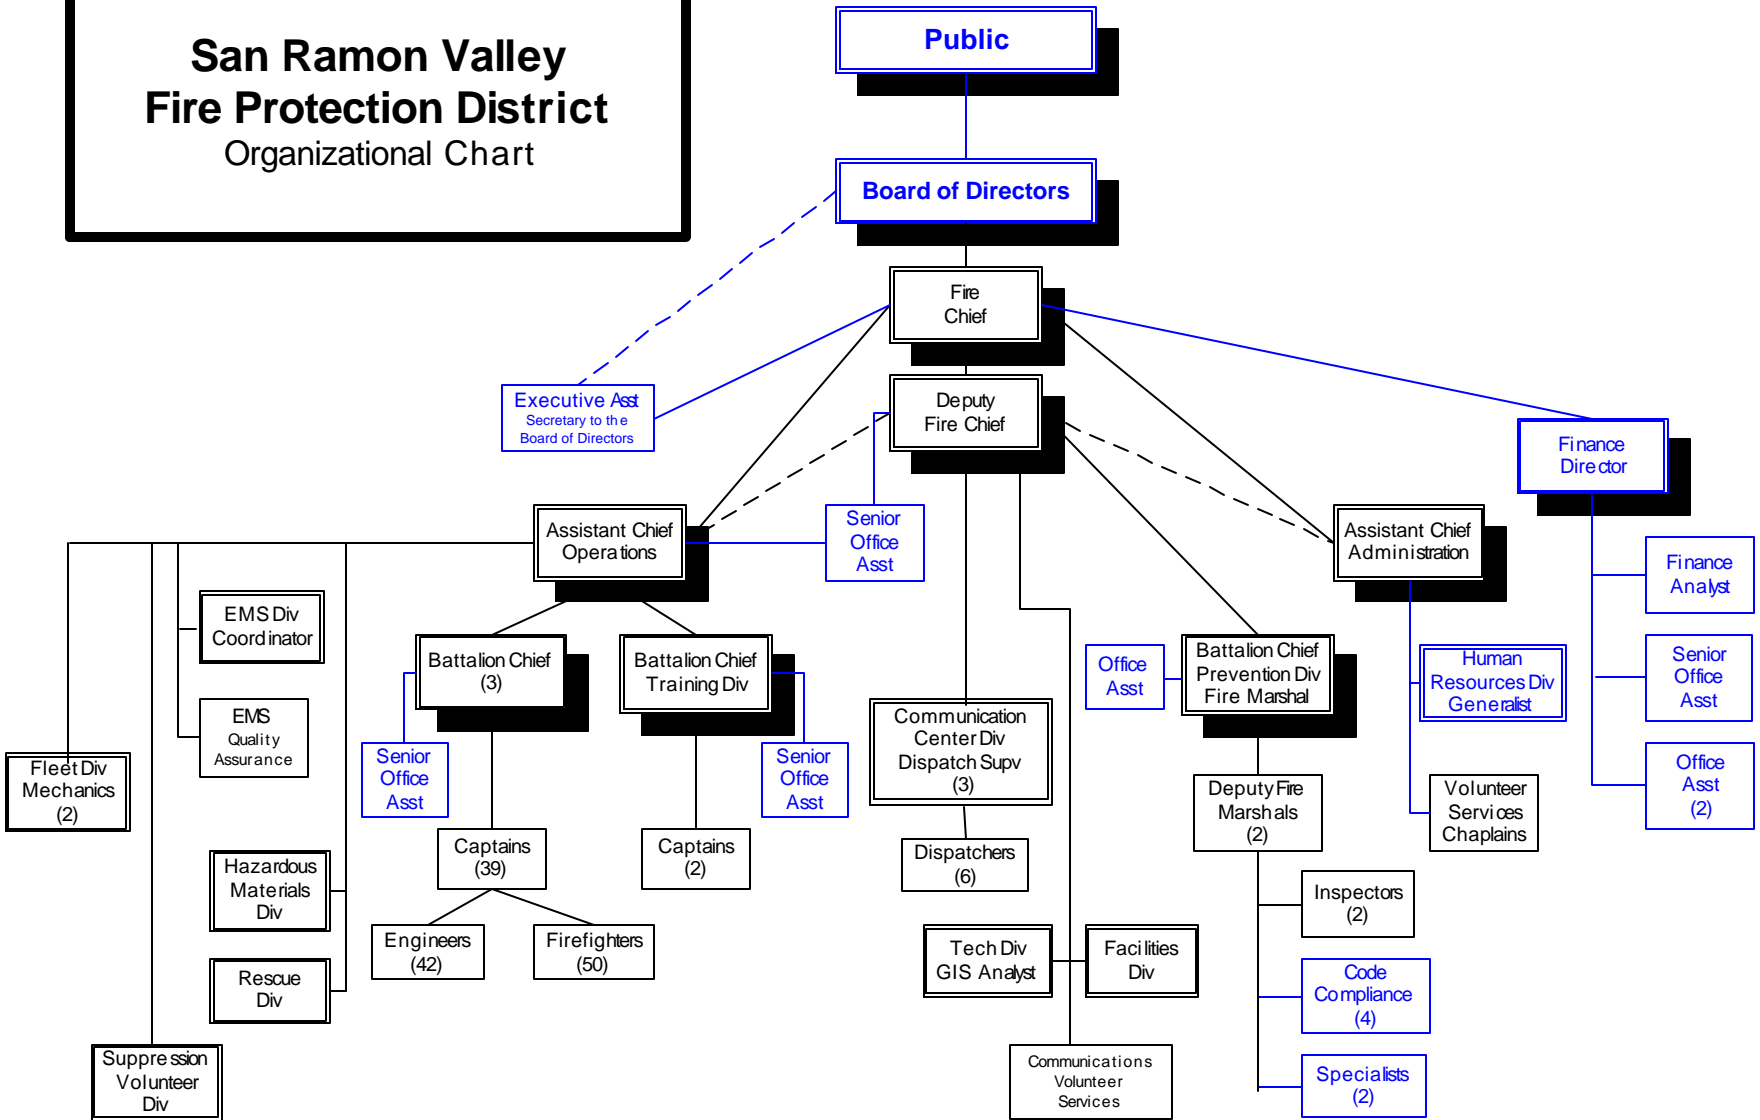 San Ramon Valley
Fire Protection District
Organizational Chart
Public
Board of Directors
Fire
Chief
Executive Asst
Secretary to the
Board of Directors
Deputy
Fire Chief
Finance
Director
Assistant Chief
Operations
Senior
Office
Asst
Assistant Chief
Administration
Finance
Analyst
EMS Div
Coordinator
Battalion Chief
(3)
Battalion Chief
Training Div
Office
Asst
Battalion Chief
Prevention Div
Fire Marshal
Human
Resources Div
Generalist
Senior
Office
Asst
EMS
Quality
Assurance
Fleet Div
Mechanics
(2)
Senior
Office
Asst
Senior
Office
Asst
Communication
Center Div
Dispatch Supv
(3)
Deputy Fire
Marshals
(2)
Volunteer
Services
Chaplains
Office
Asst
(2)
Hazardous
Materials
Div
Captains
(39)
Captains
(2)
Dispatchers
(6)
Inspectors
(2)
Rescue
Div
Engineers
(42)
Firefighters
(50)
Tech Div
GIS Analyst
Facilities
Div
Code
Compliance
(4)
Suppression
Volunteer
Div
Communications
Volunteer
Services
Specialists
(2)